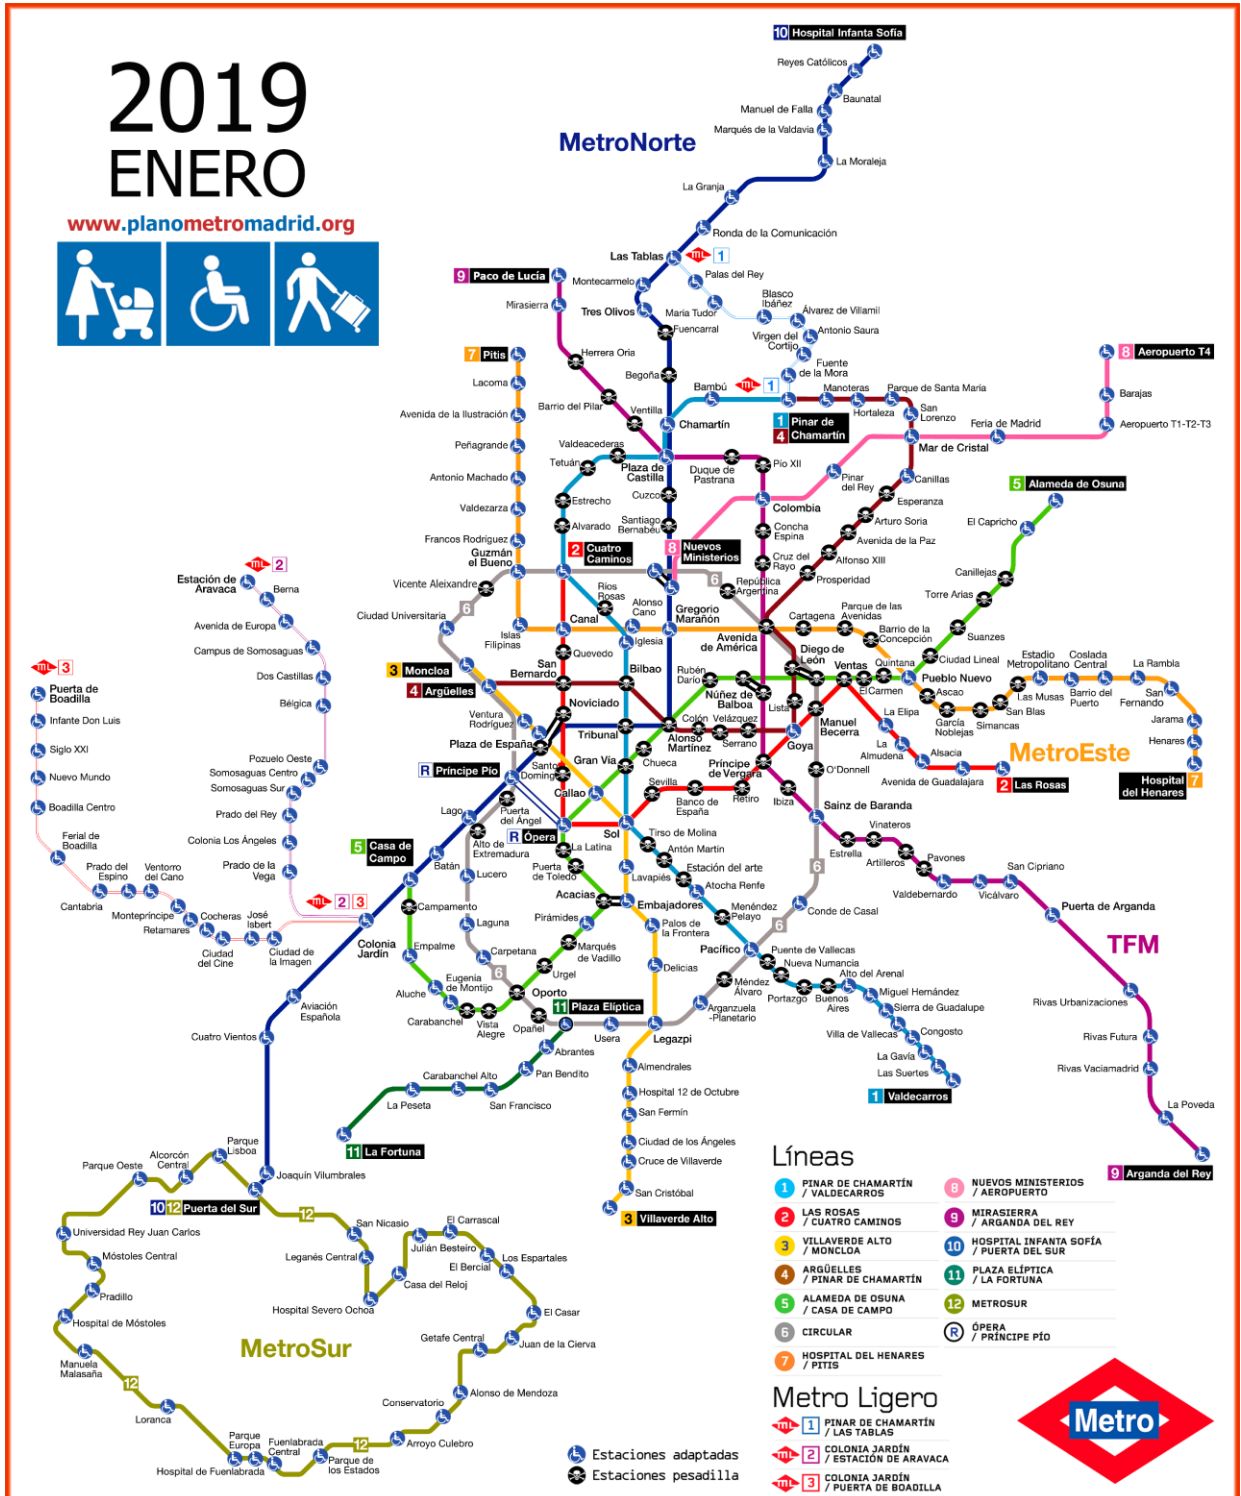 2019
ENERO
www.planometromadrid.org
10 Hospital Infanta Sofía
Reyes Católicos
Baunatal
Manuel de Falla
Marqués de la Valdavia
La Moraleja
MetroNorte
La Granja
Ronda de la Comunicación
Las Tablas
ML 1
9 Paco de Lucía
Montecarmelo
Palas del Rey
Mirasierra
Tres Olivos
Maria Tudor
Blasco
Ibáñez
Álvarez de Villamil
Fuencarral
Antonio Saura
Virgen del
Cortijo
7 Pitis
Herrera Oria
Fuente
de la Mora
8 Aeropuerto T4
Lacoma
Begoña
Bambú
ML 1
Manoteras
Parque de Santa María
Barajas
Barrio del Pilar
Avenida de la Ilustración
Ventilla
Chamartín
Hortaleza
San
Lorenzo
1 Pinar de
4 Chamartín
Feria de Madrid
Aeropuerto T1-T2-T3
Peñagrande
Valdeacederas
Mar de Cristal
Tetuán
Plaza de
Castilla
Duque de
Pastrana
Pío XII
Antonio Machado
Pinar
del Rey
Canillas
5 Alameda de Osuna
Estrecho
Cuzco
Esperanza
Valdezarza
Colombia
Alvarado
Santiago
Bernabéu
Arturo Soria
El Capricho
Concha
Espina
Avenida de la Paz
Francos Rodríguez
Guzmán
el Bueno
2 Cuatro
Caminos
8 Nuevos
Ministerios
Cruz del
Rayo
Alfonso XIII
Canillejas
ML 2
Estación de
Aravaca
Berna
Vicente Aleixandre
6
Prosperidad
República
Argentina
Ríos
Rosas
Alonso
Cano
Gregorio
Marañón
Torre Arias
Ciudad Universitaria
6
Avenida de Europa
Islas
Filipinas
Canal
Iglesia
Avenida
de América
Cartagena
Parque de las
Avenidas
Barrio de la
Concepción
Suanzes
Campus de Somosaguas
Quevedo
Diego de
León
Ciudad Lineal
ML 3
3 Moncloa
4 Argüelles
San
Bernardo
Bilbao
Rubén
Darío
Ventas
Quintana
Pueblo Nuevo
Estadio
Metropolitano
Coslada
Central
La Rambla
Puerta de
Boadilla
Dos Castillas
Núñez de
Balboa
Lista
El Carmen
Ascao
Las Musas
Barrio del
Puerto
San
Fernando
Infante Don Luis
Bélgica
Noviciado
Ventura
Rodríguez
Tribunal
Alonso
Martínez
Colón
Velázquez
Serrano
Goya
Manuel
Becerra
La Elipa
García
Noblejas
Simancas
San Blas
Jarama
Siglo XXI
Plaza de España
Gran Vía
Chueca
La
Almudena
Alsacia
MetroEste
Henares
Pozuelo Oeste
R Príncipe Pío
Santo
Domingo
Príncipe
de Vergara
O'Donnell
Avenida de Guadalajara
2 Las Rosas
Hospital
del Henares 7
Nuevo Mundo
Somosaguas Centro
Somosaguas Sur
Callao
Sevilla
Banco de
España
Retiro
Ibiza
Boadilla Centro
Prado del Rey
Lago
Puerta
del Ángel
R Ópera
Sol
Sainz de Baranda
Tirso de Molina
Vinateros
Ferial de
Boadilla
Colonia Los Ángeles
5 Casa de
Campo
Alto de
Extremadura
La Latina
Antón Martín
Estrella
Artilleros
Pavones
San Cipriano
Prado de la
Vega
Batán
Lucero
Puerta
de Toledo
Lavapiés
Estación del arte
6
Prado del
Espino
Ventorro
del Cano
Atocha Renfe
Valdebernardo
Vicálvaro
Cantabria
ML 2 3
Campamento
Acacias
Embajadores
Menéndez
Pelayo
Conde de Casal
Puerta de Arganda
Montepríncipe
Cocheras
José
Isbert
Laguna
Pirámides
Palos de
la Frontera
6
Retamares
Ciudad
del Cine
Ciudad de
la Imagen
Colonia
Jardín
Empalme
Carpetana
Marqués
de Vadillo
Pacífico
Puente de Vallecas
TFM
6
Urgel
Delicias
Nueva Numancia
Alto del Arenal
Aluche
Eugenia
de Montijo
Oporto
Méndez
Álvaro
Portazgo
Buenos
Aires
Miguel Hernández
Rivas Urbanizaciones
Aviación
Española
Carabanchel
Vista
Alegre
Opañel
11 Plaza Elíptica
Arganzuela
-Planetario
Sierra de Guadalupe
Cuatro Vientos
Usera
Legazpi
Villa de Vallecas
Congosto
Rivas Futura
Abrantes
La Gavía
Las Suertes
Almendrales
Rivas Vaciamadrid
Carabanchel Alto
Pan Bendito
1 Valdecarros
Hospital 12 de Octubre
La Peseta
San Francisco
San Fermín
La Poveda
11 La Fortuna
Ciudad de los Ángeles
Parque
Lisboa
Alcorcón
Central
Cruce de Villaverde
9 Arganda del Rey
Parque Oeste
Joaquín Vilumbrales
San Cristóbal
10 12 Puerta del Sur
12
3 Villaverde Alto
Universidad Rey Juan Carlos
San Nicasio
El Carrascal
Móstoles Central
Leganés Central
Julián Besteiro
Los Espartales
El Bercial
Casa del Reloj
Pradillo
Hospital Severo Ochoa
El Casar
Hospital de Móstoles
MetroSur
Getafe Central
Juan de la Cierva
Manuela
Malasaña
12
Alonso de Mendoza
Conservatorio
Loranca
Parque
Europa
Fuenlabrada
Central
12
Arroyo Culebro
Hospital de Fuenlabrada
Parque de
los Estados
Estaciones adaptadas
Estaciones pesadilla
Líneas
1 PINAR DE CHAMARTÍN
/ VALDECARROS
2 LAS ROSAS
/ CUATRO CAMINOS
3 VILLAVERDE ALTO
/ MONCLOA
4 ARGÜELLES
/ PINAR DE CHAMARTÍN
5 ALAMEDA DE OSUNA
/ CASA DE CAMPO
6 CIRCULAR
7 HOSPITAL DEL HENARES
/ PITIS
8 NUEVOS MINISTERIOS
/ AEROPUERTO
9 MIRASIERRA
/ ARGANDA DEL REY
10 HOSPITAL INFANTA SOFÍA
/ PUERTA DEL SUR
11 PLAZA ELÍPTICA
/ LA FORTUNA
12 METROSUR
R ÓPERA
/ PRÍNCIPE PÍO
Metro Ligero
ML 1 PINAR DE CHAMARTÍN
/ LAS TABLAS
ML 2 COLONIA JARDÍN
/ ESTACIÓN DE ARAVACA
ML 3 COLONIA JARDÍN
/ PUERTA DE BOADILLA
Metro